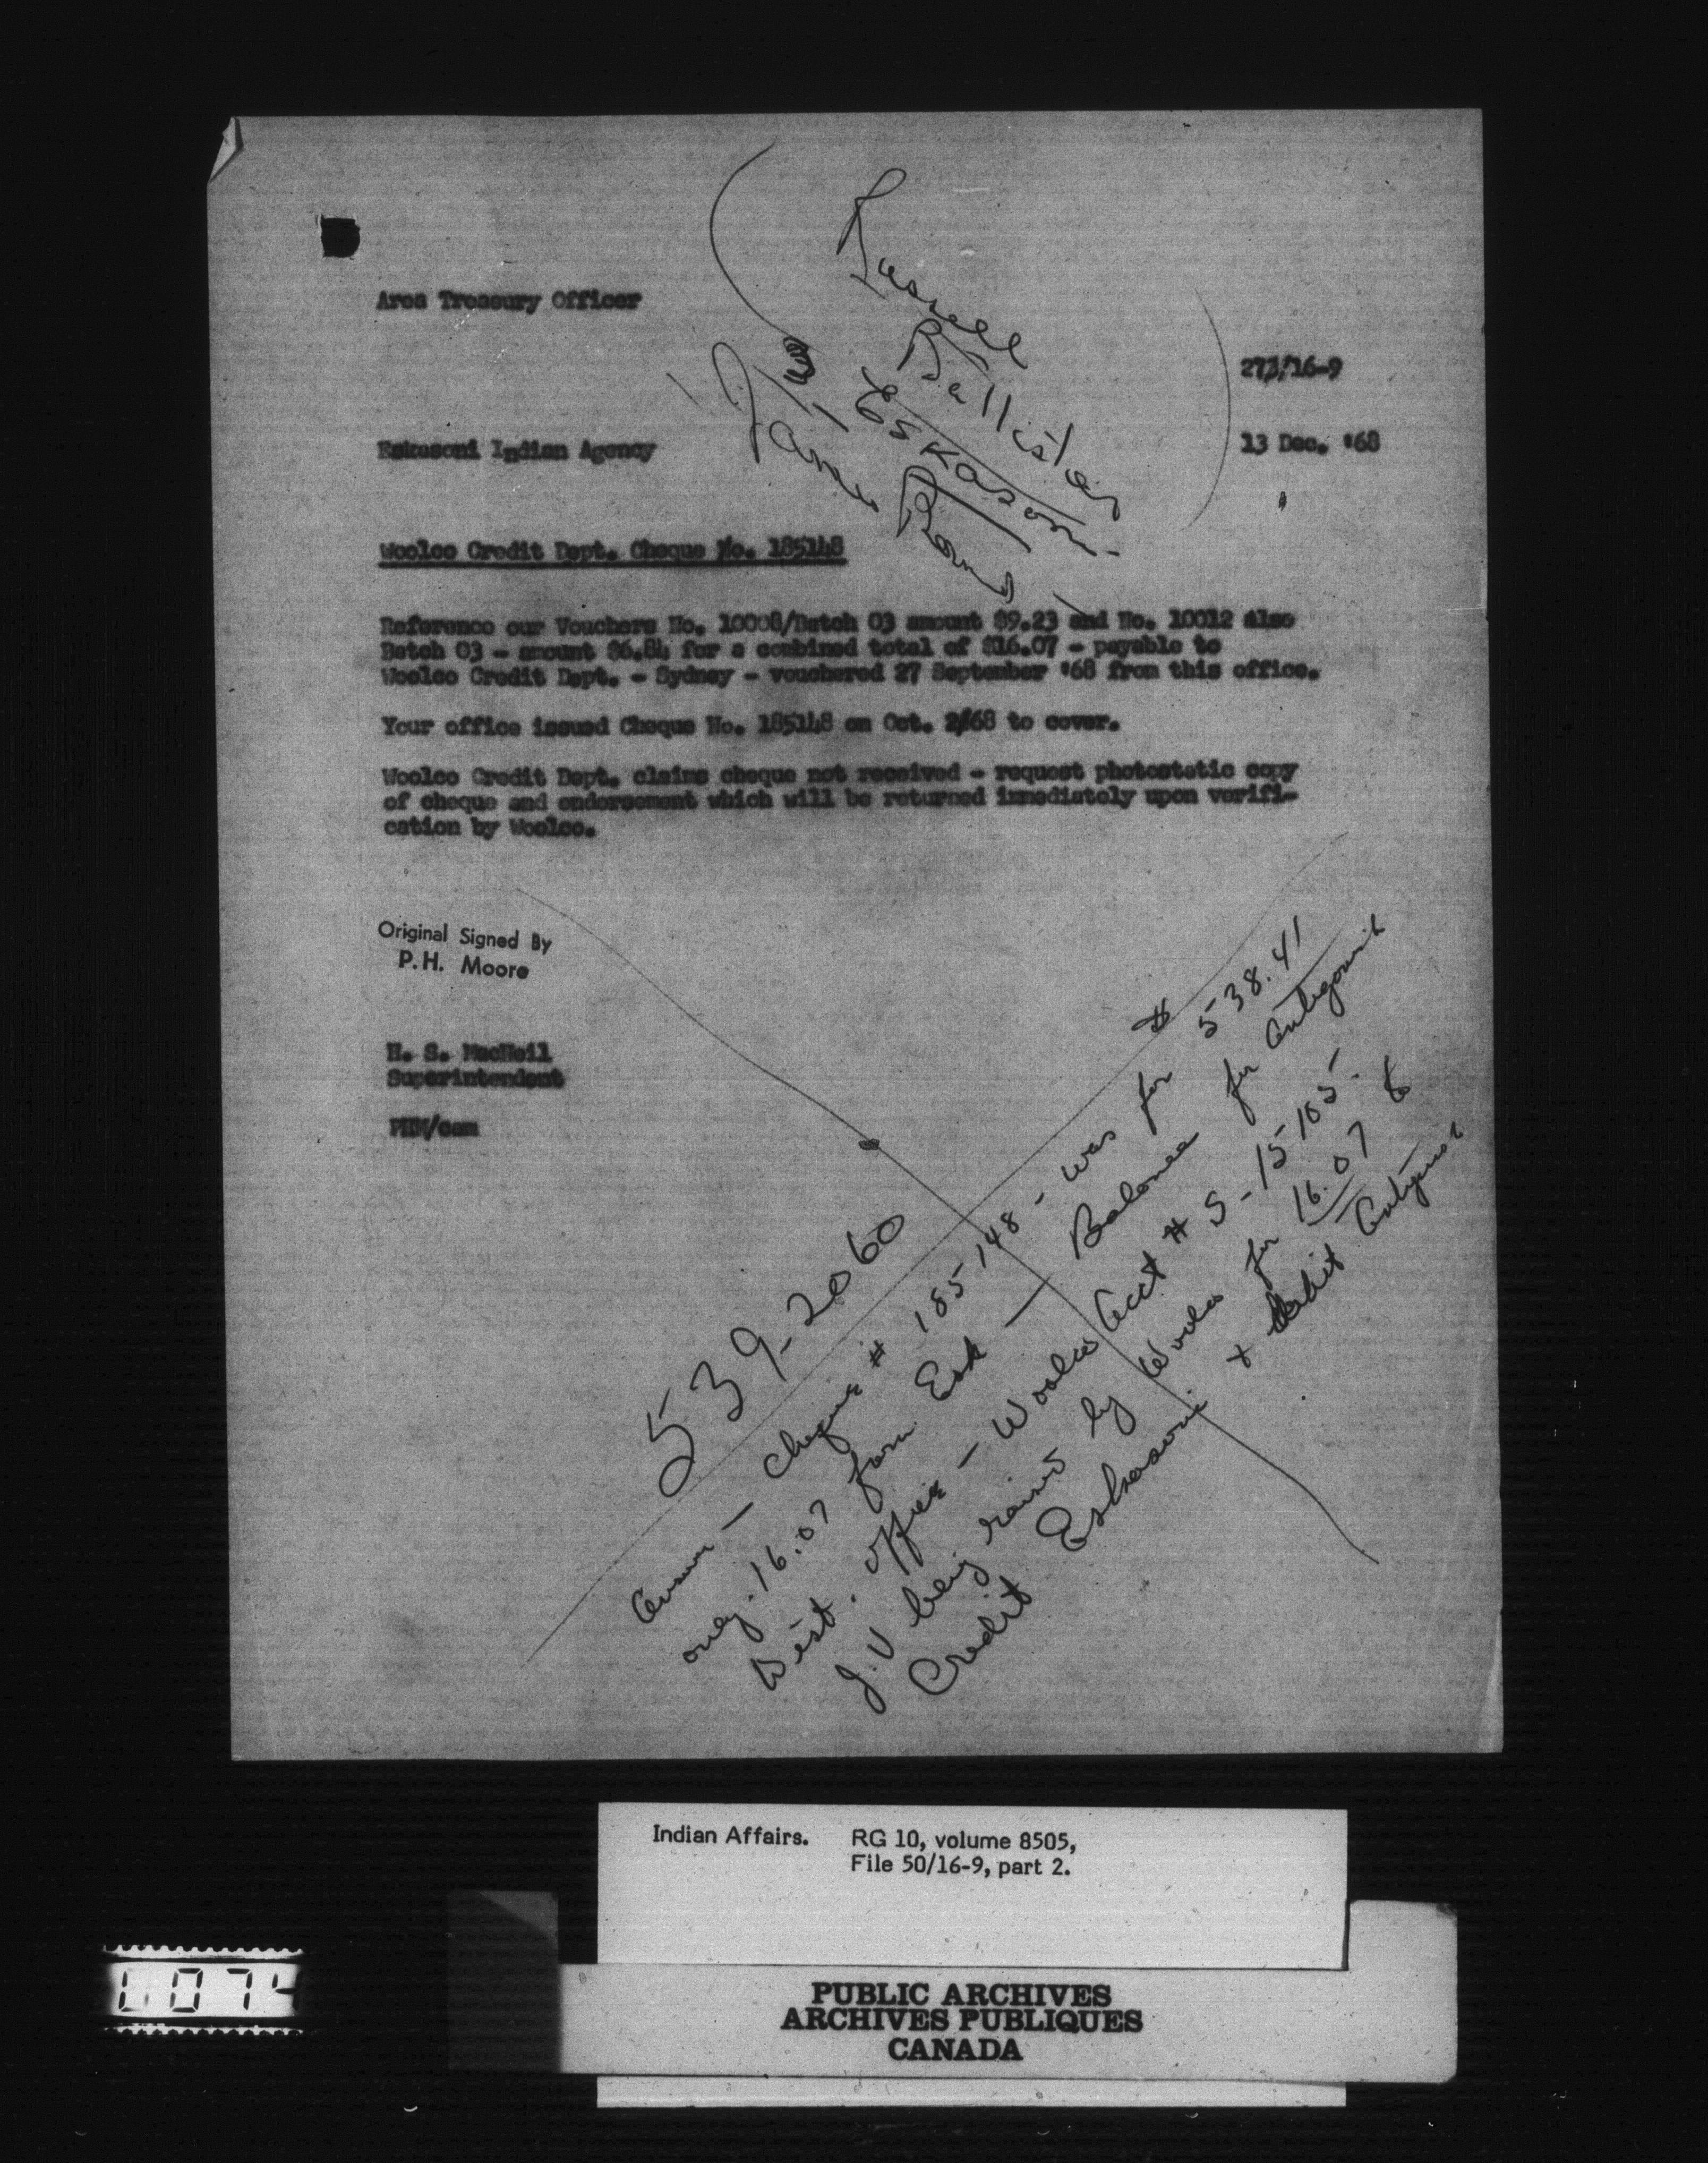 Area Treasury Officer
Russell
Ballister
Eskasoni
273/16-9
Eskasoni Indian Agency
13 Dec. '68
Woolco Credit Dept. Cheque No. 185148
Reference our Vouchers No. 10008/Batch 03 amount $9.23 and No. 10012 Also
Batch 03 - amount $6.84 for a combined total of $16.07 - payable to
Woolco Credit Dept. - Sydney - vouchered 27 September '68 from this office.
Your office issued Cheque No. 185148 on Oct. 2/68 to cover.
Woolco Credit Dept. claims cheque not received - request photostatic copy
of cheque and endorsement which will be returned immediately upon verifi-
cation by Woolco.
Original Signed By
P.H. Moore
H. S. MacNeil
Superintendent
PHM/cam
539-2060
- Cheque # 185148 - was for # 538.41
only 16.07 from Esk - Balance for Antigonish
Dist. office - Woolco Acct # S-15105.
J.V being raised by Woolco for 16.07 &
Credit Eskasoni + debit Antigonish
Indian Affairs. RG 10, volume 8505,
File 50/16-9, part 2.
0074
PUBLIC ARCHIVES
ARCHIVES PUBLIQUES
CANADA